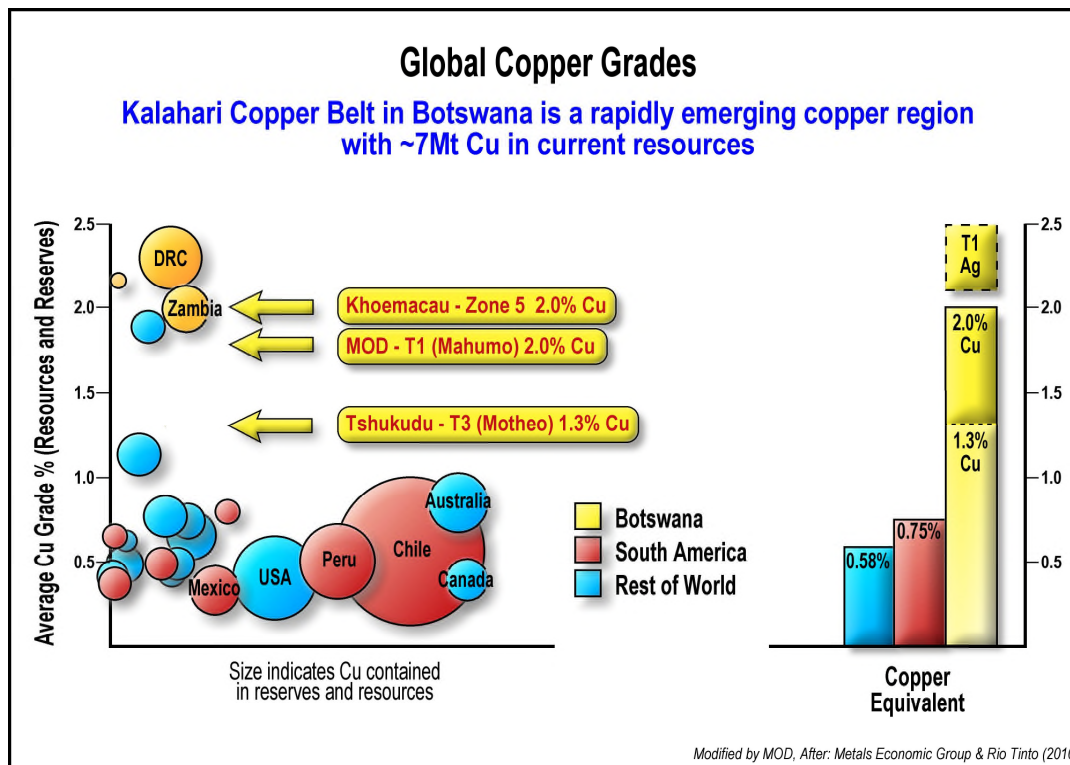 Global Copper Grades
Kalahari Copper Belt in Botswana is a rapidly emerging copper region
with ~7Mt Cu in current resources
Average Cu Grade % (Resources and Reserves)
2.5
2.0
1.5
1.0
0.5
DRC
Zambia
Khoemacau - Zone 5 2.0% Cu
MOD - T1 (Mahumo) 2.0% Cu
Tshukudu - T3 (Motheo) 1.3% Cu
Australia
Chile
Peru
Canada
USA
Mexico
Botswana
South America
Rest of World
Size indicates Cu contained
in reserves and resources
T1
Ag
2.0%
Cu
1.3%
Cu
0.75%
0.58%
2.5
2.0
1.5
1.0
0.5
Copper
Equivalent
Modified by MOD, After: Metals Economic Group & Rio Tinto (2016